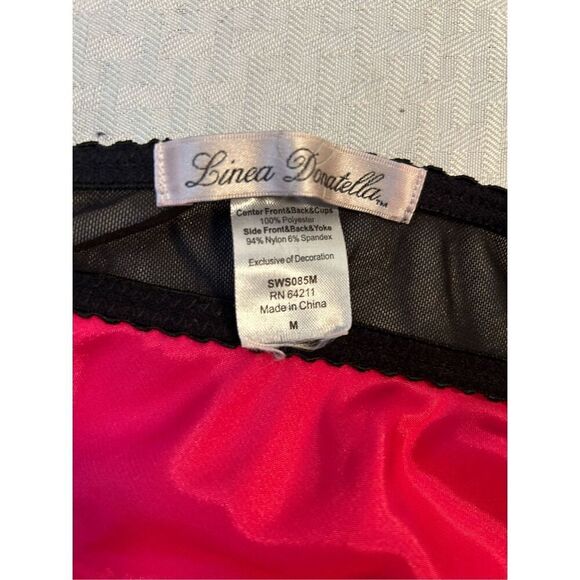 Linea Donatella™
Center Front&Back&Cups
100% Polyester
Side Front&Back&Yoke
94% Nylon 6% Spandex
Exclusive of Decoration
SWS085M
RN 64211
Made in China
M